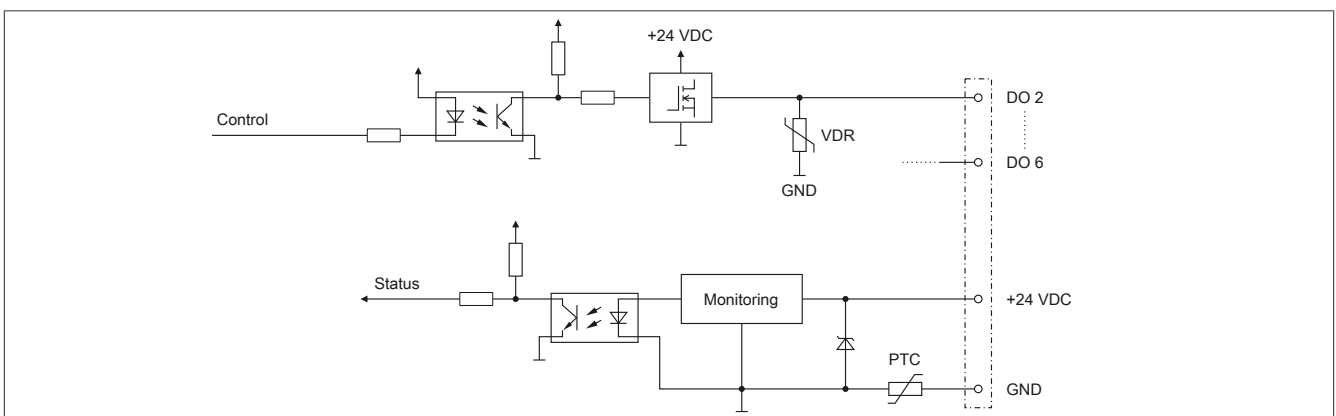 +24 VDC
Control
DO 2
VDR
DO 6
GND
Status
Monitoring
+24 VDC
PTC
GND